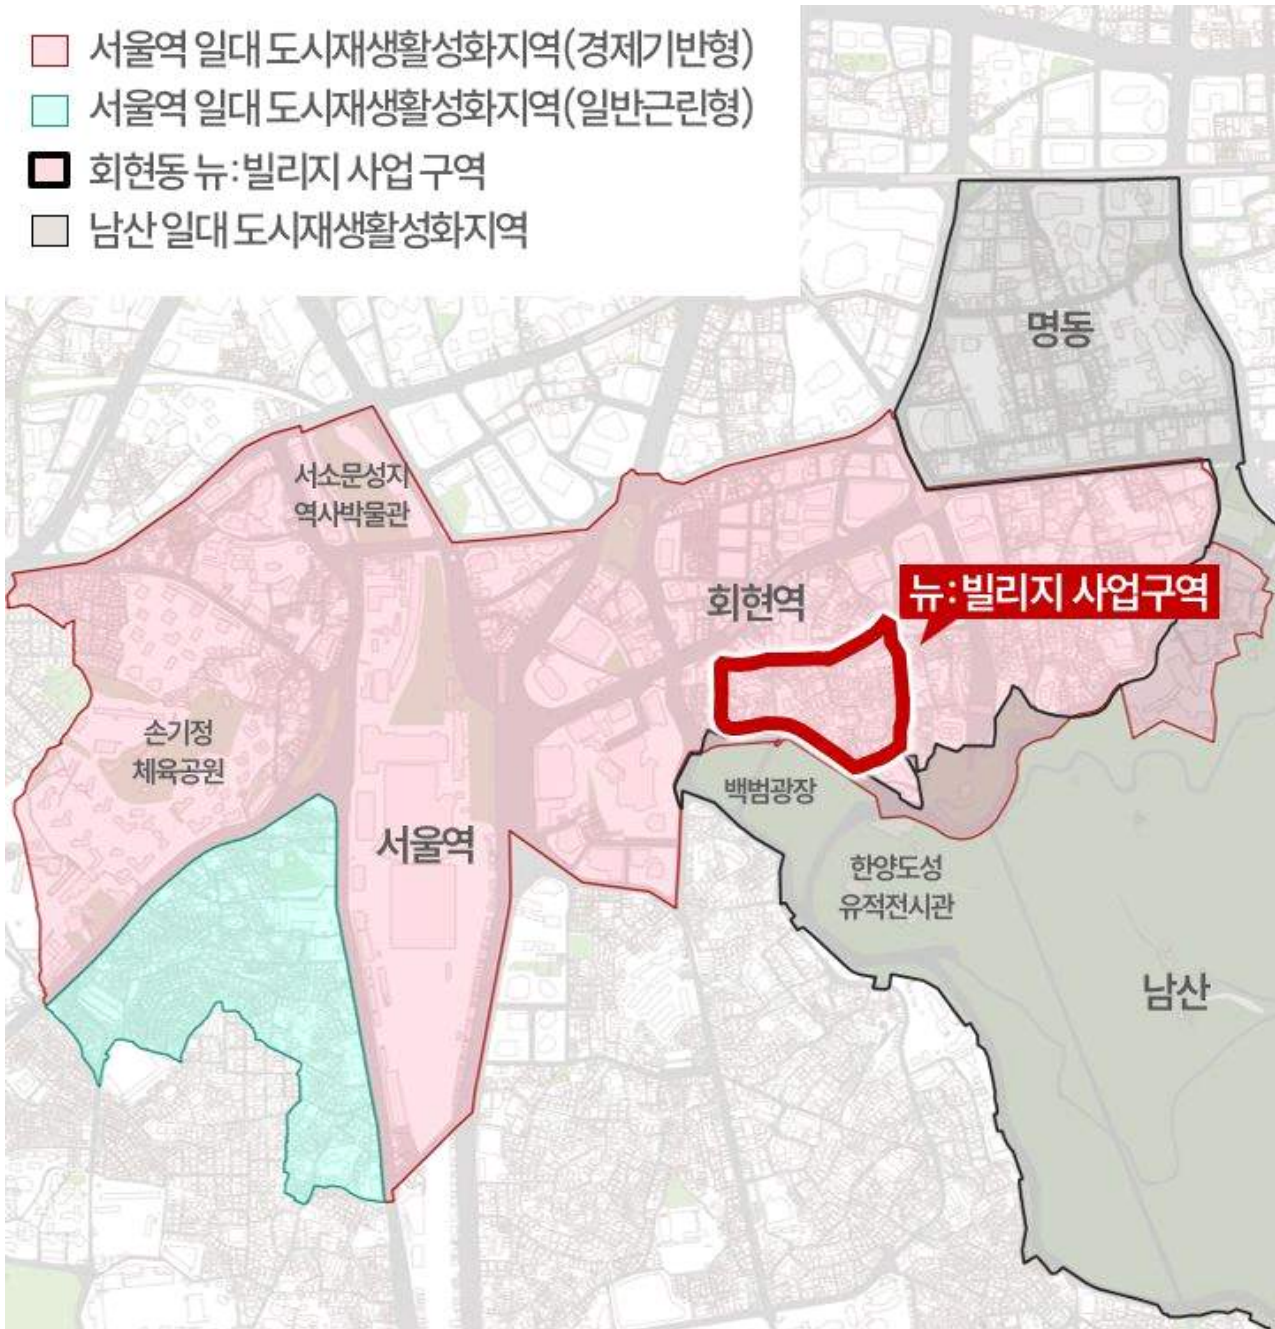 서울역 일대 도시재생활성화지역(경제기반형)
서울역 일대 도시재생활성화지역(일반근린형)
회현동 뉴:빌리지 사업 구역
남산 일대 도시재생활성화지역
명동
서소문성지
역사박물관
뉴:빌리지 사업구역
회현역
손기정
체육공원
백범광장
서울역
한양도성
유적전시관
남산